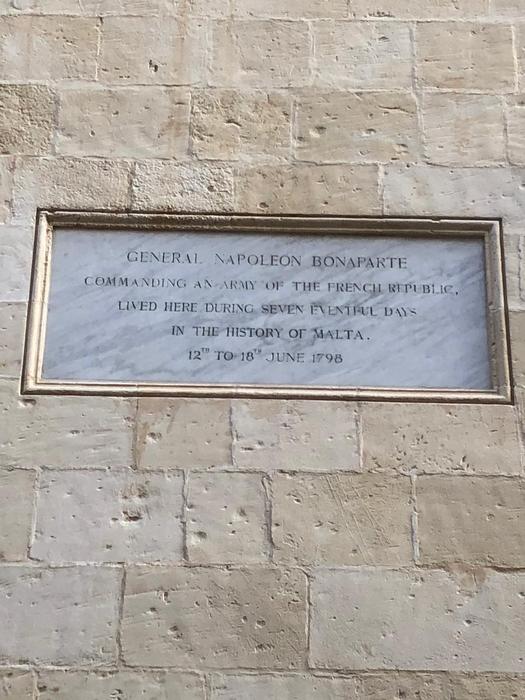 GENERAL NAPOLEON BONAPARTE
COMMANDING AN ARMY OF THE FRENCH REPUBLIC,
LIVED HERE DURING SEVEN EVENTFUL DAYS
IN THE HISTORY OF MALTA.
12TH TO 18TH JUNE 1798